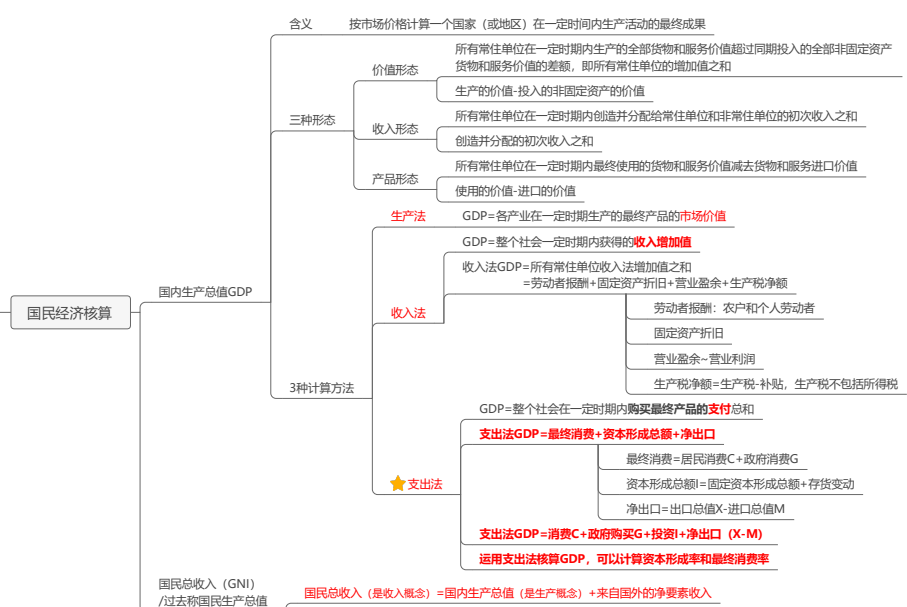 国民经济核算
国内生产总值GDP
含义
按市场价格计算一个国家（或地区）在一定时间内生产活动的最终成果
三种形态
价值形态
所有常住单位在一定时期内生产的全部货物和服务价值超过同期投入的全部非固定资产
货物和服务价值的差额，即所有常住单位的增加值之和
生产的价值-投入的非固定资产的价值
收入形态
所有常住单位在一定时期内创造并分配给常住单位和非常住单位的初次收入之和
创造并分配的初次收入之和
产品形态
所有常住单位在一定时期内最终使用的货物和服务价值减去货物和服务进口价值
使用的价值-进口的价值
3种计算方法
生产法
GDP=各产业在一定时期生产的最终产品的市场价值
收入法
GDP=整个社会一定时期内获得的收入增加值
收入法GDP=所有常住单位收入法增加值之和
=劳动者报酬+固定资产折旧+营业盈余+生产税净额
劳动者报酬：农户和个人劳动者
固定资产折旧
营业盈余~营业利润
生产税净额=生产税-补贴，生产税不包括所得税
支出法
GDP=整个社会在一定时期内购买最终产品的支付总和
支出法GDP=最终消费+资本形成总额+净出口
最终消费=居民消费C+政府消费G
资本形成总额I=固定资本形成总额+存货变动
净出口=出口总值X-进口总值M
支出法GDP=消费C+政府购买G+投资I+净出口（X-M）
运用支出法核算GDP，可以计算资本形成率和最终消费率
国民总收入（GNI）
/过去称国民生产总值
国民总收入（是收入概念）=国内生产总值（是生产概念）+来自国外的净要素收入